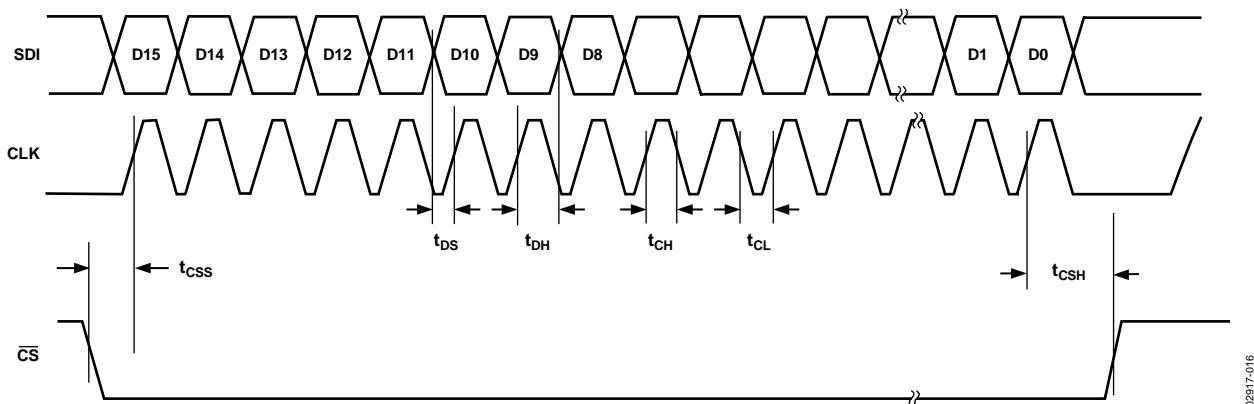 SDI
D15 D14 D13 D12 D11 D10 D9 D8 D1 D0
CLK
tDS tDH tCH tCL
tCSS tCSH
CS
02917-016